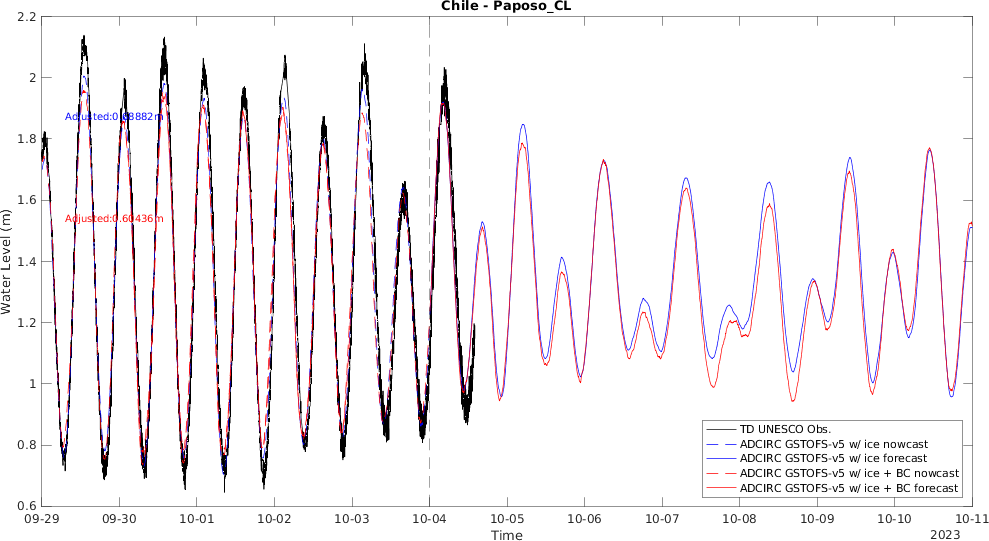 Chile - Paposo_CL
2.2
2
1.8
1.6
1.4
1.2
1
0.8
0.6
Water Level (m)
Adjusted:0.60436m
TD UNESCO Obs.
ADCIRC GSTOFS-v5 w/ ice nowcast
ADCIRC GSTOFS-v5 w/ ice forecast
ADCIRC GSTOFS-v5 w/ ice + BC nowcast
ADCIRC GSTOFS-v5 w/ ice + BC forecast
09-29 09-30 10-01 10-02 10-03 10-04 10-05 10-06 10-07 10-08 10-09 10-10 10-11
Time
2023